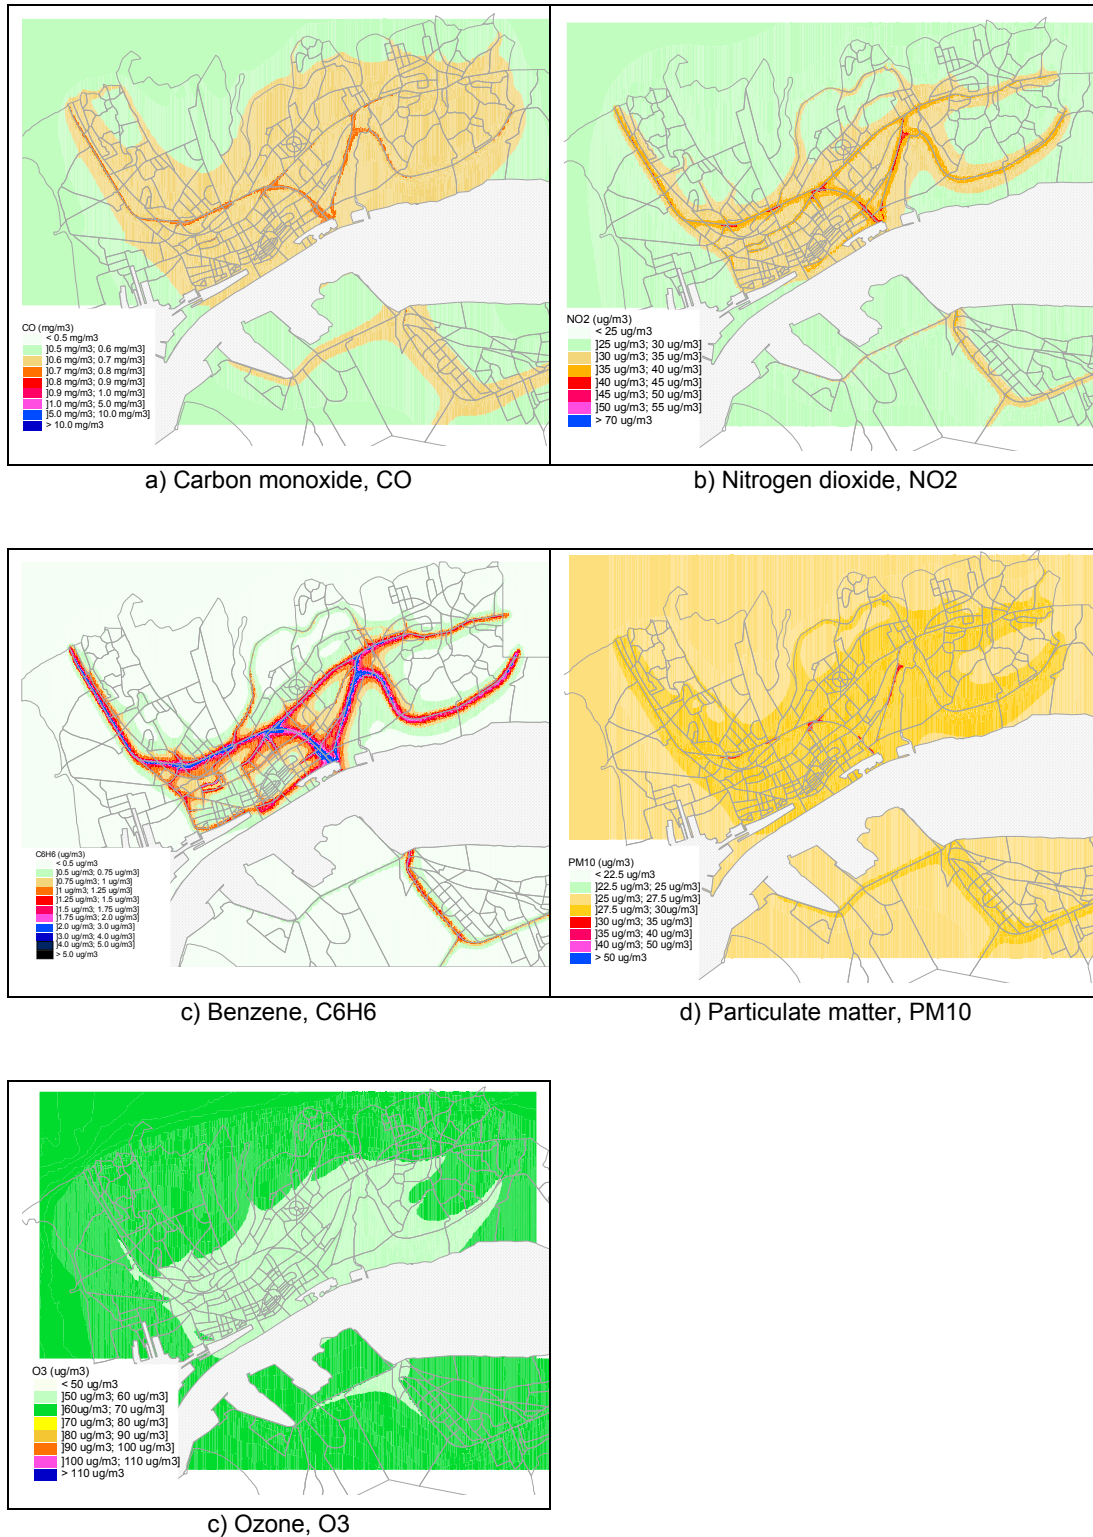 CO (mg/m3)
< 0.5 mg/m3
]0.5 mg/m3; 0.6 mg/m3]
]0.6 mg/m3; 0.7 mg/m3]
]0.7 mg/m3; 0.8 mg/m3]
]0.8 mg/m3; 0.9 mg/m3]
]0.9 mg/m3; 1.0 mg/m3]
]1.0 mg/m3; 5.0 mg/m3]
]5.0 mg/m3; 10.0 mg/m3]
> 10.0 mg/m3
a) Carbon monoxide, CO
NO2 (ug/m3)
< 25 ug/m3
]25 ug/m3; 30 ug/m3]
]30 ug/m3; 35 ug/m3]
]35 ug/m3; 40 ug/m3]
]40 ug/m3; 45 ug/m3]
]45 ug/m3; 50 ug/m3]
]50 ug/m3; 55 ug/m3]
> 70 ug/m3
b) Nitrogen dioxide, NO2
C6H6 (ug/m3)
< 0.5 ug/m3
]0.5 ug/m3; 0.75 ug/m3]
]0.75 ug/m3; 1 ug/m3]
]1 ug/m3; 1.25 ug/m3]
]1.25 ug/m3; 1.5 ug/m3]
]1.5 ug/m3; 1.75 ug/m3]
]1.75 ug/m3; 2.0 ug/m3]
]2.0 ug/m3; 3.0 ug/m3]
]3.0 ug/m3; 4.0 ug/m3]
]4.0 ug/m3; 5.0 ug/m3]
> 5.0 ug/m3
c) Benzene, C6H6
PM10 (ug/m3)
< 22.5 ug/m3
]22.5 ug/m3; 25 ug/m3]
]25 ug/m3; 27.5 ug/m3]
]27.5 ug/m3; 30ug/m3]
]30 ug/m3; 35 ug/m3]
]35 ug/m3; 40 ug/m3]
]40 ug/m3; 50 ug/m3]
> 50 ug/m3
d) Particulate matter, PM10
O3 (ug/m3)
< 50 ug/m3
]50 ug/m3; 60 ug/m3]
]60ug/m3; 70 ug/m3]
]70 ug/m3; 80 ug/m3]
]80 ug/m3; 90 ug/m3]
]90 ug/m3; 100 ug/m3]
]100 ug/m3; 110 ug/m3]
> 110 ug/m3
c) Ozone, O3